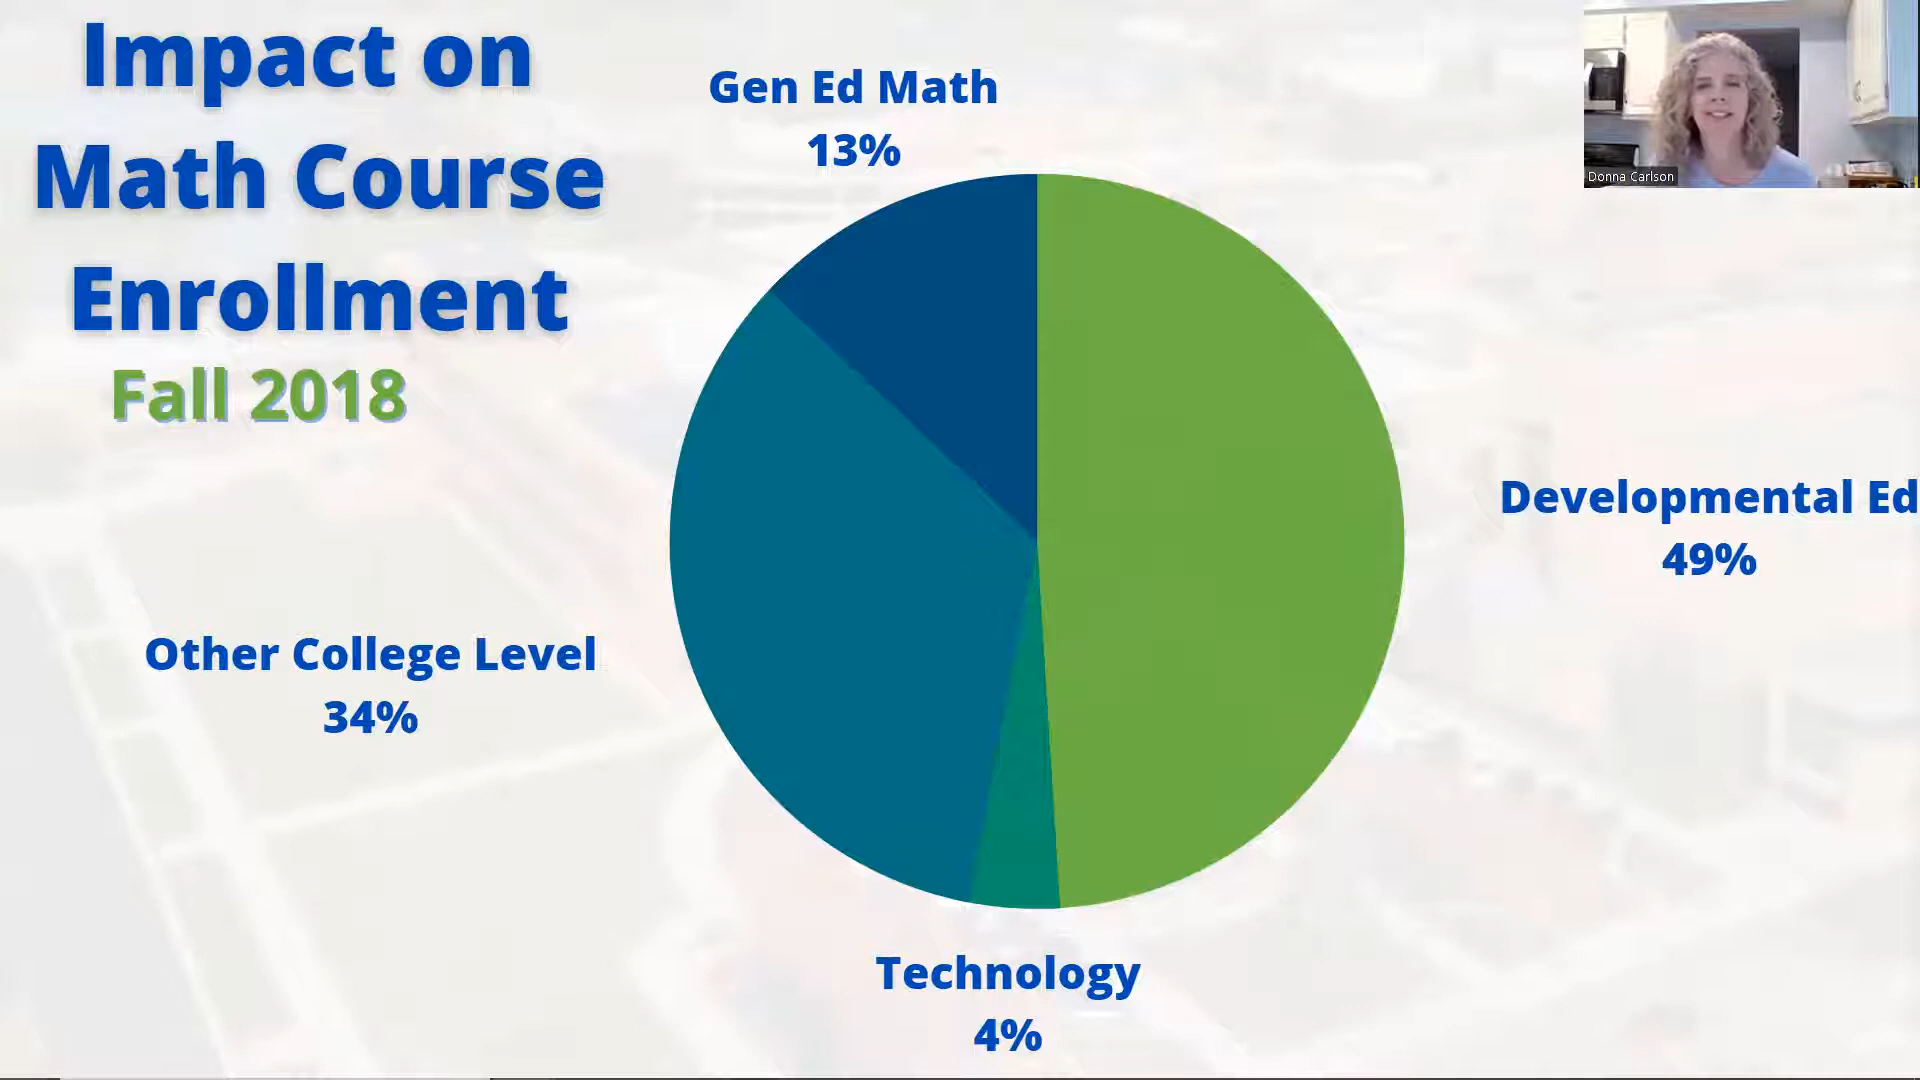 Impact on
Math Course
Enrollment
Fall 2018
Gen Ed Math
13%
Donna Carlson
Developmental Ed
49%
Other College Level
34%
Technology
4%